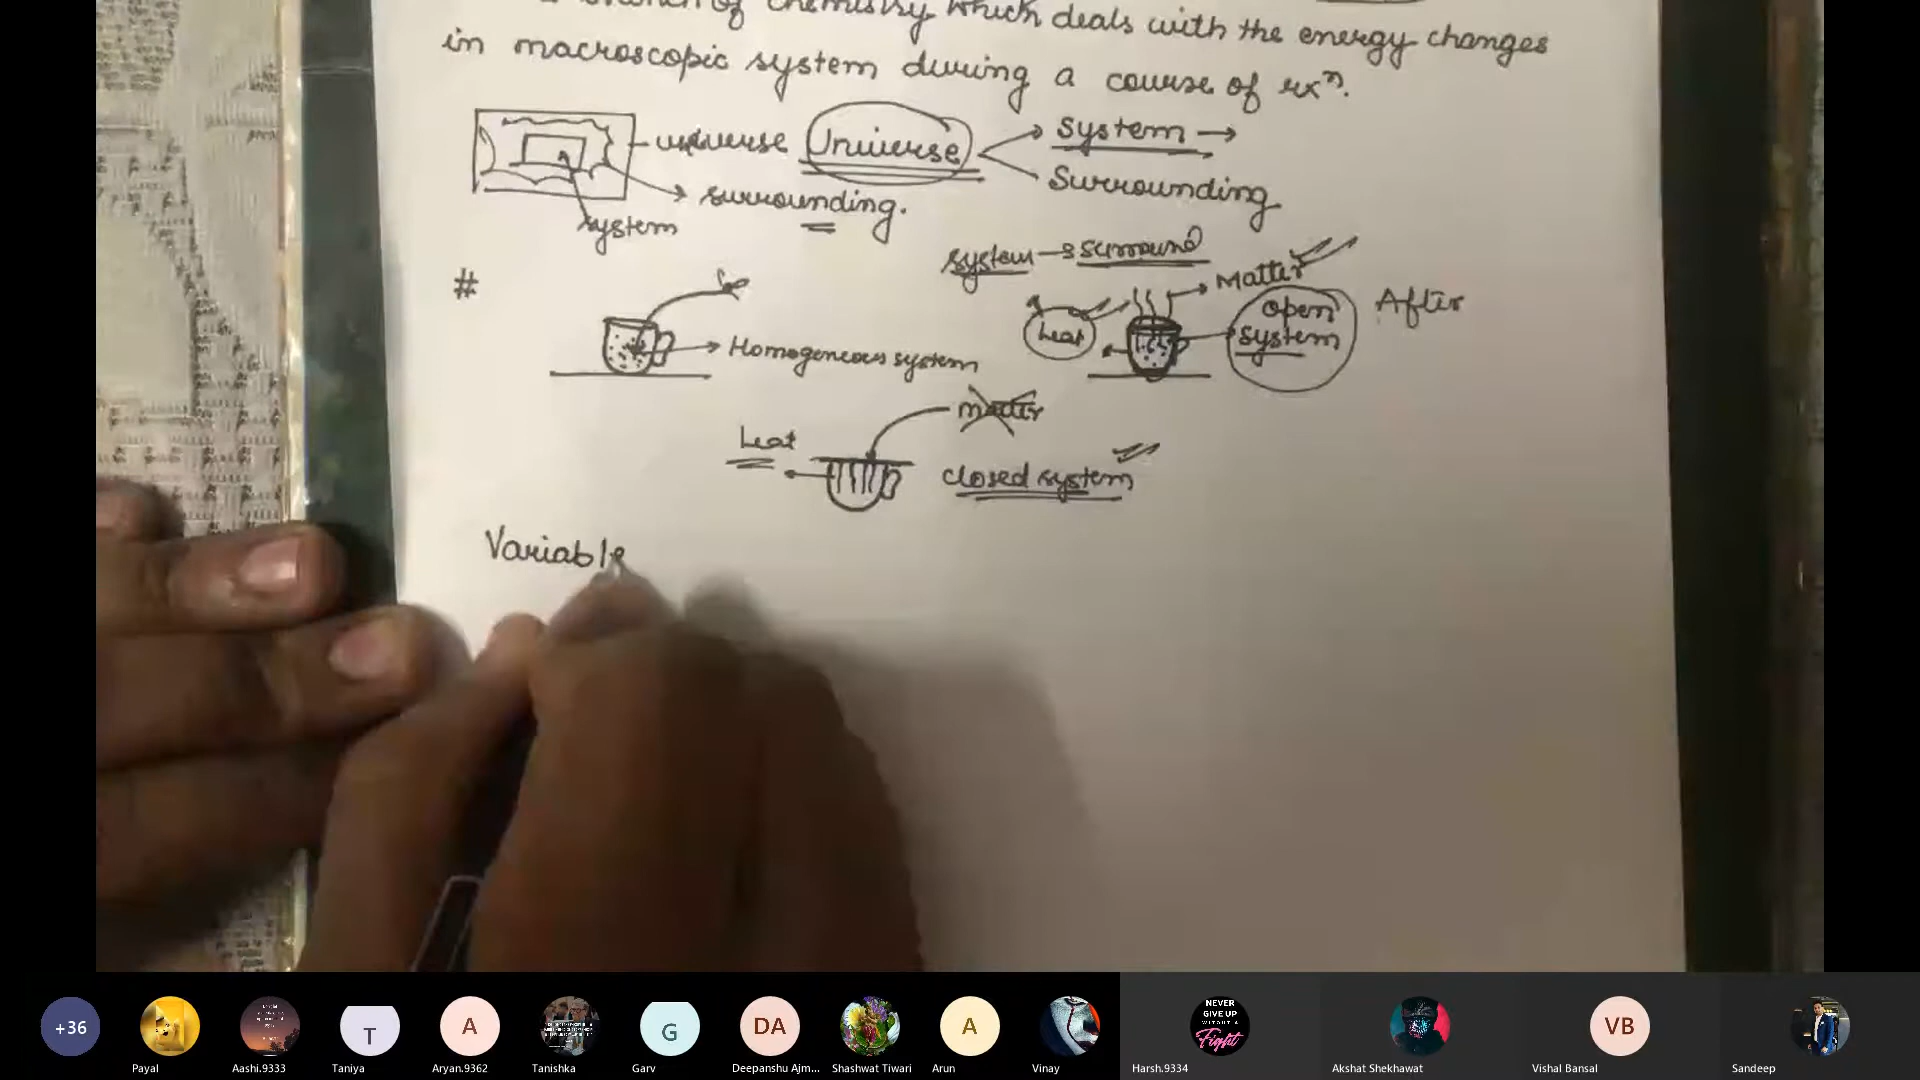 branch of chemistry which deals with the energy changes
in macroscopic system during a course of rxⁿ.
universe Universe System
surrounding. Surrounding
system
system surround
#
Matter
Heat open After
system
Homogeneous system
matter
Heat
closed system
Variable
+36 T A G DA A NEVER GIVE UP WITHOUT A Fight VB
Payal Aashi.9333 Taniya Aryan.9362 Tanishka Garv Deepanshu Ajm... Shashwat Tiwari Arun Vinay Harsh.9334 Akshat Shekhawat Vishal Bansal Sandeep